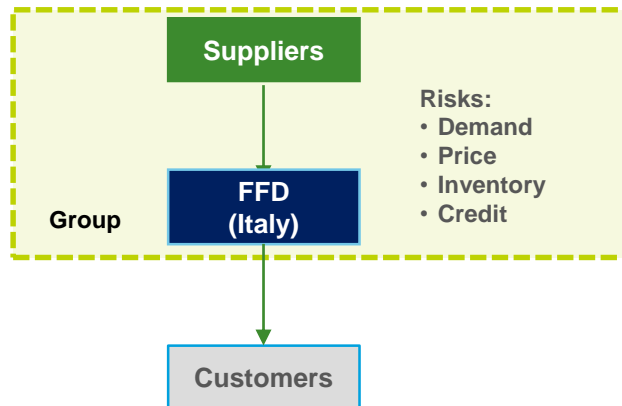 Suppliers
Risks:
• Demand
• Price
• Inventory
• Credit
FFD
(Italy)
Group
Customers